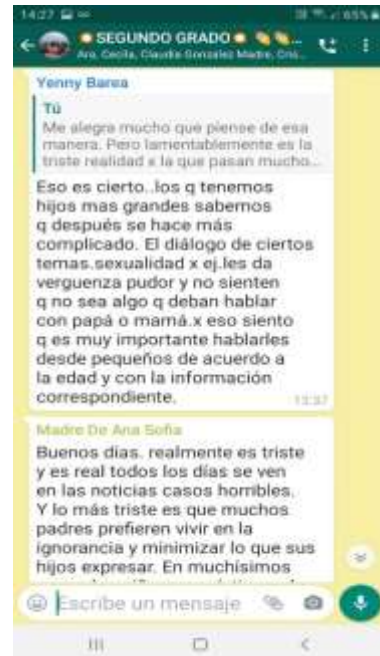 14:27
65%
SEGUNDO GRADO
Ara, Cecilia, Claudia Gonzalez Madre, Cris...
Yenny Barea
Tú
Me alegra mucho que piense de esa
manera. Pero lamentablemente es la
triste realidad x la que pasan mucho...
Eso es cierto..los q tenemos
hijos mas grandes sabemos
q después se hace más
complicado. El diálogo de ciertos
temas.sexualidad x ej.les da
verguenza pudor y no sienten
q no sea algo q deban hablar
con papá o mamá.x eso siento
q es muy importante hablarles
desde pequeños de acuerdo a
la edad y con la información
correspondiente.
13:37
Madre De Ana Sofia
Buenos días. realmente es triste
y es real todos los días se ven
en las noticias casos horribles.
Y lo más triste es que muchos
padres prefieren vivir en la
ignorancia y minimizar lo que sus
hijos expresar. En muchísimos
Escribe un mensaje